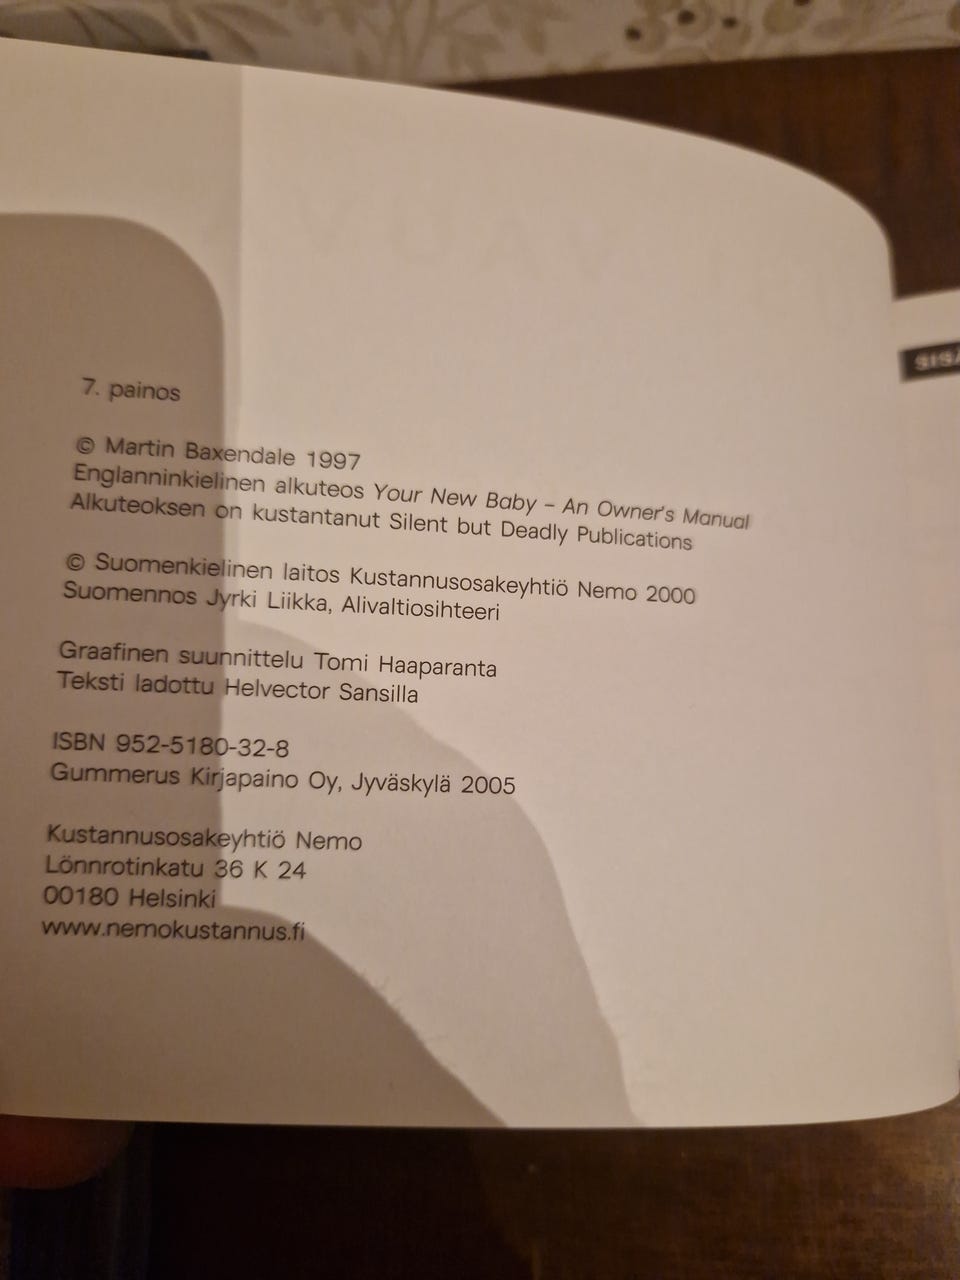 7. painos
© Martin Baxendale 1997
Englanninkielinen alkuteos Your New Baby – An Owner's Manual
Alkuteoksen on kustantanut Silent but Deadly Publications
© Suomenkielinen laitos Kustannusosakeyhtiö Nemo 2000
Suomennos Jyrki Liikka, Alivaltiosihteeri
Graafinen suunnittelu Tomi Haaparanta
Teksti ladottu Helvector Sansilla
ISBN 952-5180-32-8
Gummerus Kirjapaino Oy, Jyväskylä 2005
Kustannusosakeyhtiö Nemo
Lönnrotinkatu 36 K 24
00180 Helsinki
www.nemokustannus.fi